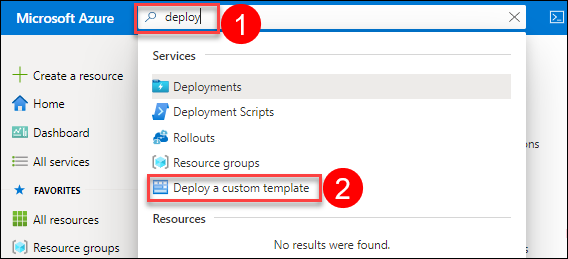 Microsoft Azure
deploy
1
Services
Create a resource
Deployments
Home
Deployment Scripts
Dashboard
Rollouts
All services
Resource groups
FAVORITES
Deploy a custom template
2
All resources
Resources
Resource groups
No results were found.